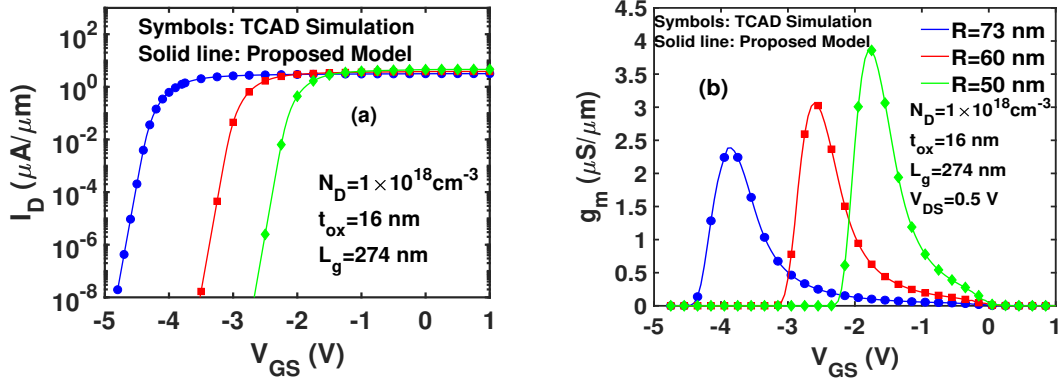 Symbols: TCAD Simulation
Solid line: Proposed Model
(a)
N_D=1×10^18cm^-3
t_ox=16 nm
L_g=274 nm
I_D (μA/μm)
10^2
10^0
10^-2
10^-4
10^-6
10^-8
-5 -4 -3 -2 -1 0 1
V_GS (V)
Symbols: TCAD Simulation
Solid line: Proposed Model
R=73 nm
R=60 nm
R=50 nm
(b)
N_D=1×10^18cm^-3
t_ox=16 nm
L_g=274 nm
V_DS=0.5 V
g_m (μS/μm)
4.5
4
3.5
3
2.5
2
1.5
1
0.5
0
-5 -4 -3 -2 -1 0 1
V_GS (V)